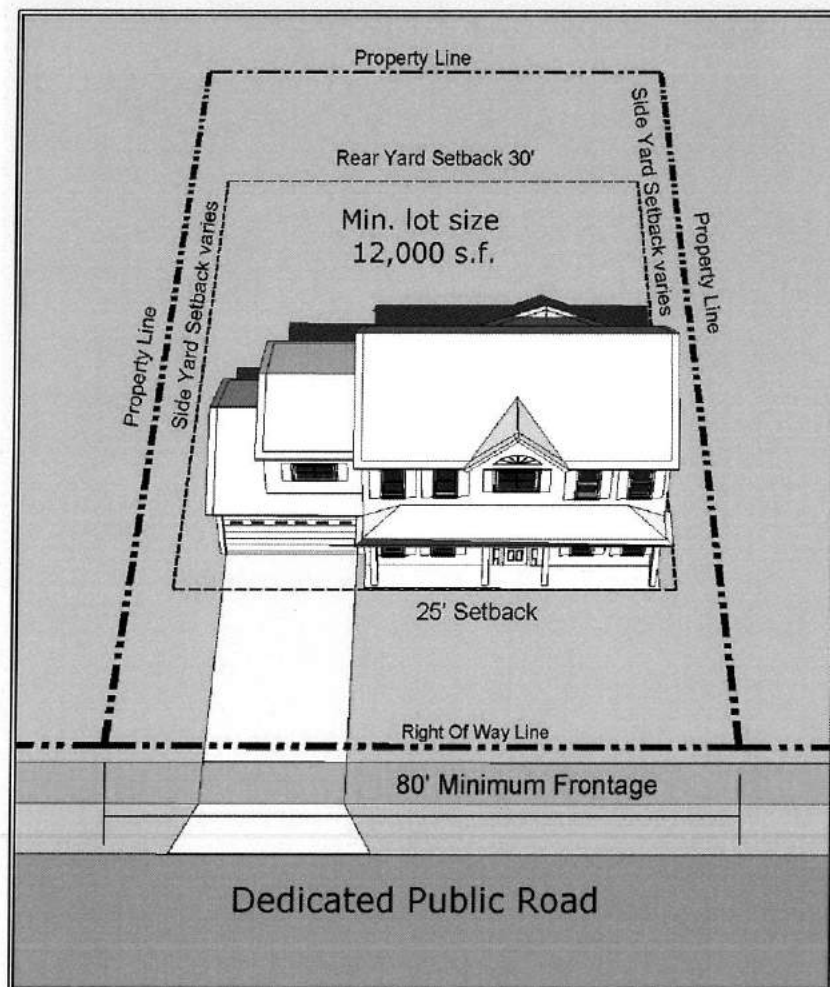 Property Line
Rear Yard Setback 30'
Side Yard Setback varies
Min. lot size
12,000 s.f.
Property Line
Side Yard Setback varies
Property Line
25' Setback
Right Of Way Line
80' Minimum Frontage
Dedicated Public Road